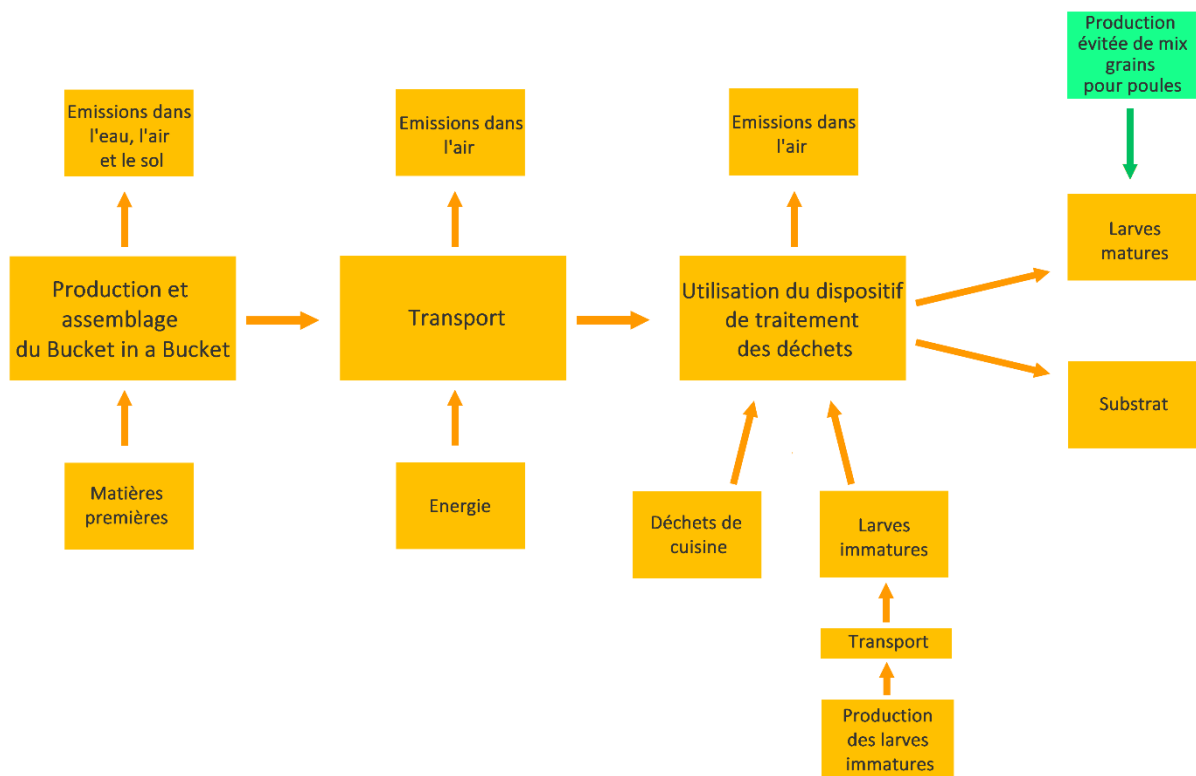 Production
évitée de mix
grains
pour poules
Emissions dans
l'eau, l'air
et le sol
Emissions dans
l'air
Emissions dans
l'air
Larves
matures
Production et
assemblage
du Bucket in a Bucket
Transport
Utilisation du dispositif
de traitement
des déchets
Substrat
Matières
premières
Energie
Déchets de
cuisine
Larves
immatures
Transport
Production
des larves
immatures